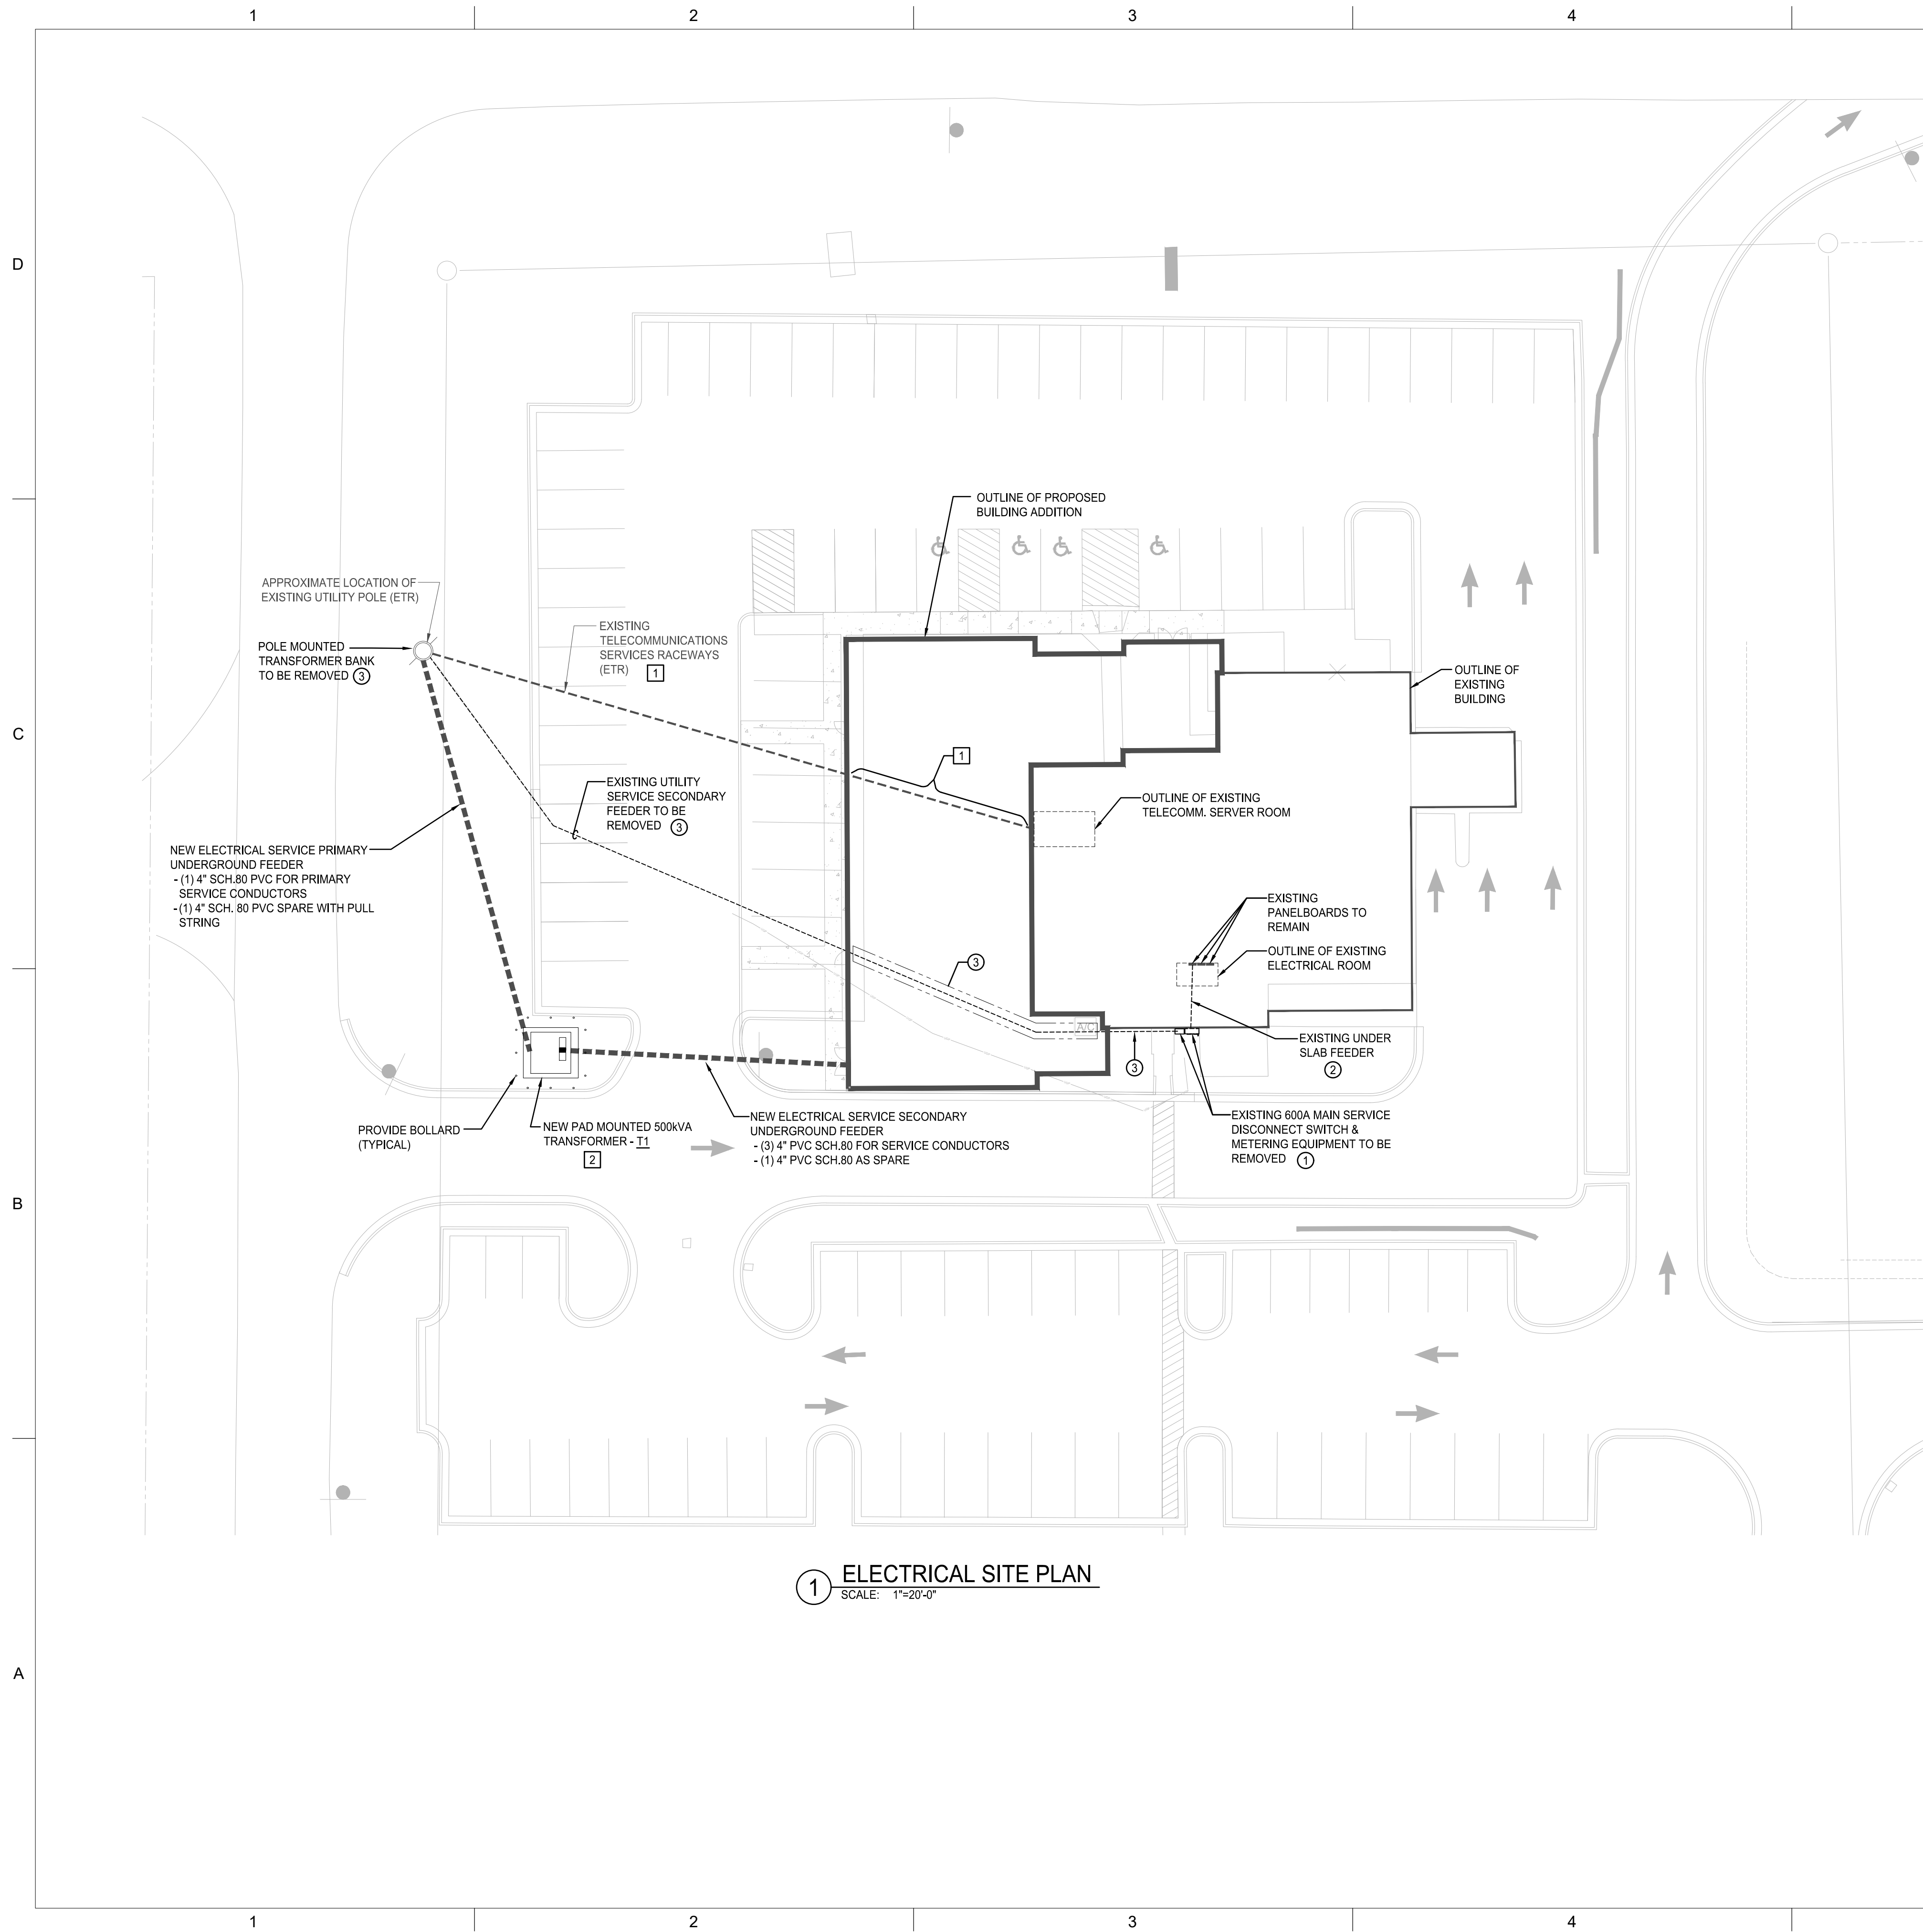 1 2 3 4
D
OUTLINE OF PROPOSED
BUILDING ADDITION
APPROXIMATE LOCATION OF
EXISTING UTILITY POLE (ETR)
POLE MOUNTED
TRANSFORMER BANK
TO BE REMOVED 3
EXISTING
TELECOMMUNICATIONS
SERVICES RACEWAYS
(ETR) 1
OUTLINE OF
EXISTING
BUILDING
C
1
EXISTING UTILITY
SERVICE SECONDARY
FEEDER TO BE
REMOVED 3
OUTLINE OF EXISTING
TELECOMM. SERVER ROOM
NEW ELECTRICAL SERVICE PRIMARY
UNDERGROUND FEEDER
- (1) 4" SCH.80 PVC FOR PRIMARY
SERVICE CONDUCTORS
- (1) 4" SCH. 80 PVC SPARE WITH PULL
STRING
EXISTING
PANELBOARDS TO
REMAIN
OUTLINE OF EXISTING
ELECTRICAL ROOM
3
A/C
EXISTING UNDER
SLAB FEEDER
2
3
PROVIDE BOLLARD
(TYPICAL)
NEW PAD MOUNTED 500kVA
TRANSFORMER - T1
2
NEW ELECTRICAL SERVICE SECONDARY
UNDERGROUND FEEDER
- (3) 4" PVC SCH.80 FOR SERVICE CONDUCTORS
- (1) 4" PVC SCH.80 AS SPARE
EXISTING 600A MAIN SERVICE
DISCONNECT SWITCH &
METERING EQUIPMENT TO BE
REMOVED 1
B
1 ELECTRICAL SITE PLAN
SCALE: 1"=20'-0"
A
1 2 3 4